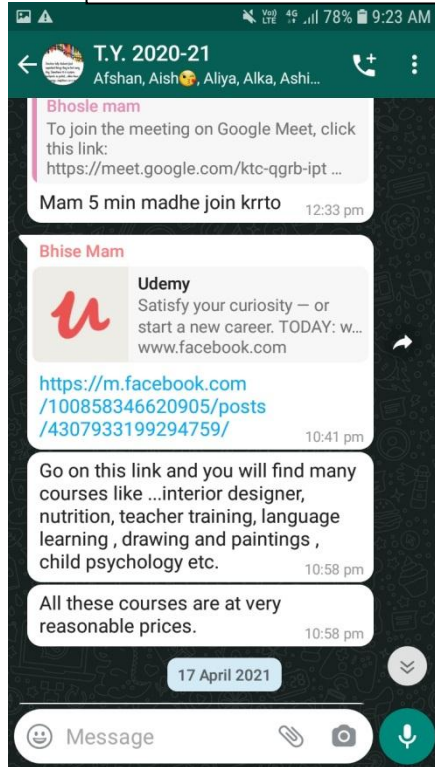 Voo) 4G 78% 9:23 AM
LTE
T.Y. 2020-21
Afshan, Aish😘, Aliya, Alka, Ashi...
Bhosle mam
To join the meeting on Google Meet, click
this link:
https://meet.google.com/ktc-qgrb-ipt ...
Mam 5 min madhe join krrto
12:33 pm
Bhise Mam
Udemy
Satisfy your curiosity — or
start a new career. TODAY: w...
www.facebook.com
https://m.facebook.com
/100858346620905/posts
/4307933199294759/
10:41 pm
Go on this link and you will find many
courses like ...interior designer,
nutrition, teacher training, language
learning , drawing and paintings ,
child psychology etc.
10:58 pm
All these courses are at very
reasonable prices.
10:58 pm
17 April 2021
Message